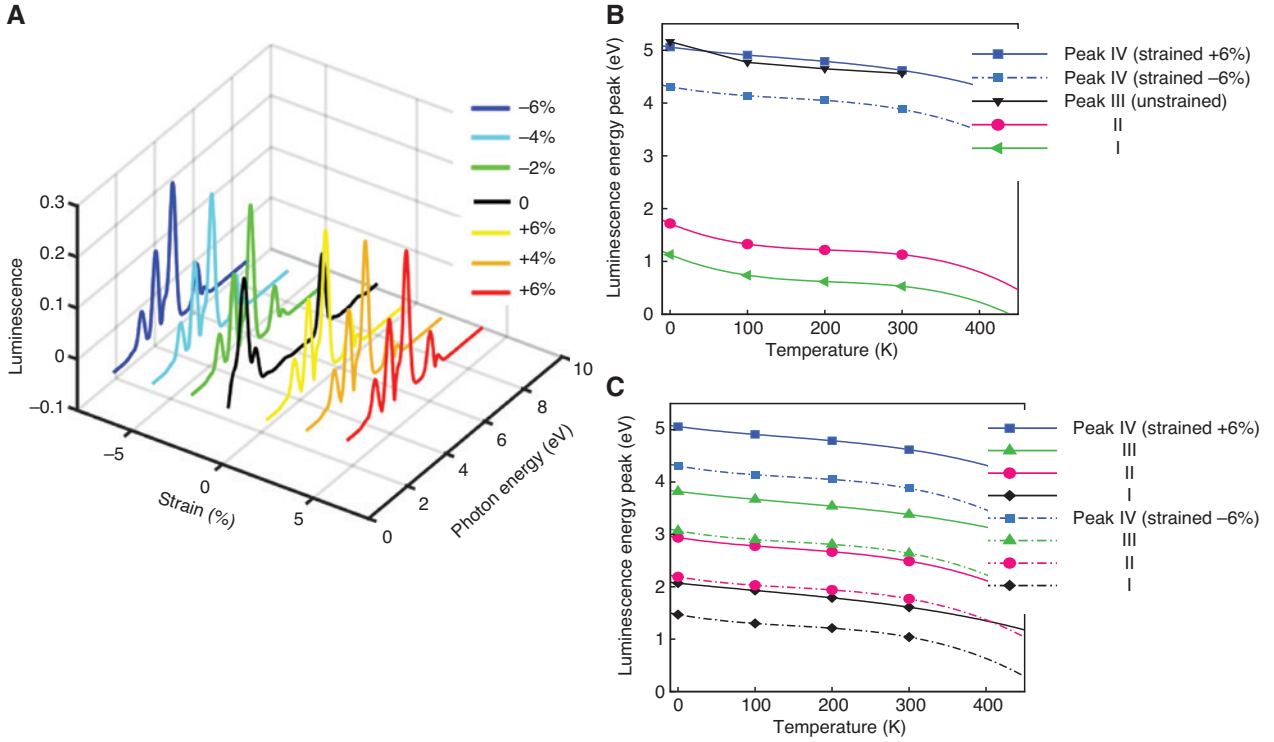 A
−6%
−4%
−2%
0
+6%
+4%
+6%
0.3
0.2
0.1
0
−0.1
Luminescence
−5
0
5
Strain (%)
0
2
4
6
8
10
Photon energy (eV)
B
5
4
3
2
1
0
Luminescence energy peak (eV)
0
100
200
300
400
Temperature (K)
Peak IV (strained +6%)
Peak IV (strained −6%)
Peak III (unstrained)
II
I
C
5
4
3
2
1
0
Luminescence energy peak (eV)
0
100
200
300
400
Temperature (K)
Peak IV (strained +6%)
III
II
I
Peak IV (strained −6%)
III
II
I